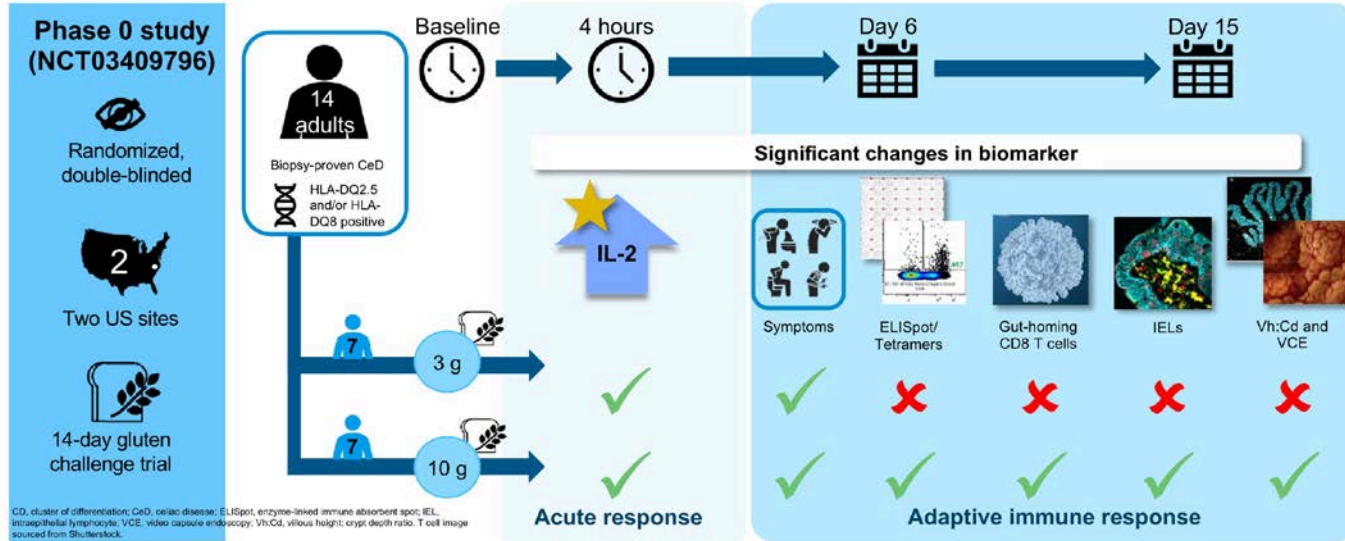 Phase 0 study
(NCT03409796)
Randomized,
double-blinded
2
Two US sites
14-day gluten
challenge trial
14
adults
Biopsy-proven CeD
HLA-DQ2.5
and/or HLA-
DQ8 positive
Baseline
4 hours
Day 6
Day 15
Significant changes in biomarker
IL-2
Symptoms
ELISpot/
Tetramers
Gut-homing
CD8 T cells
IELs
Vh:Cd and
VCE
7
3 g
7
10 g
Acute response
Adaptive immune response
CD, cluster of differentiation; CeD, celiac disease; ELISpot, enzyme-linked immune absorbent spot; IEL,
intraepithelial lymphocyte; VCE, video capsule endoscopy; Vh:Cd, villous height; crypt depth ratio. T cell image
sourced from Shutterstock.